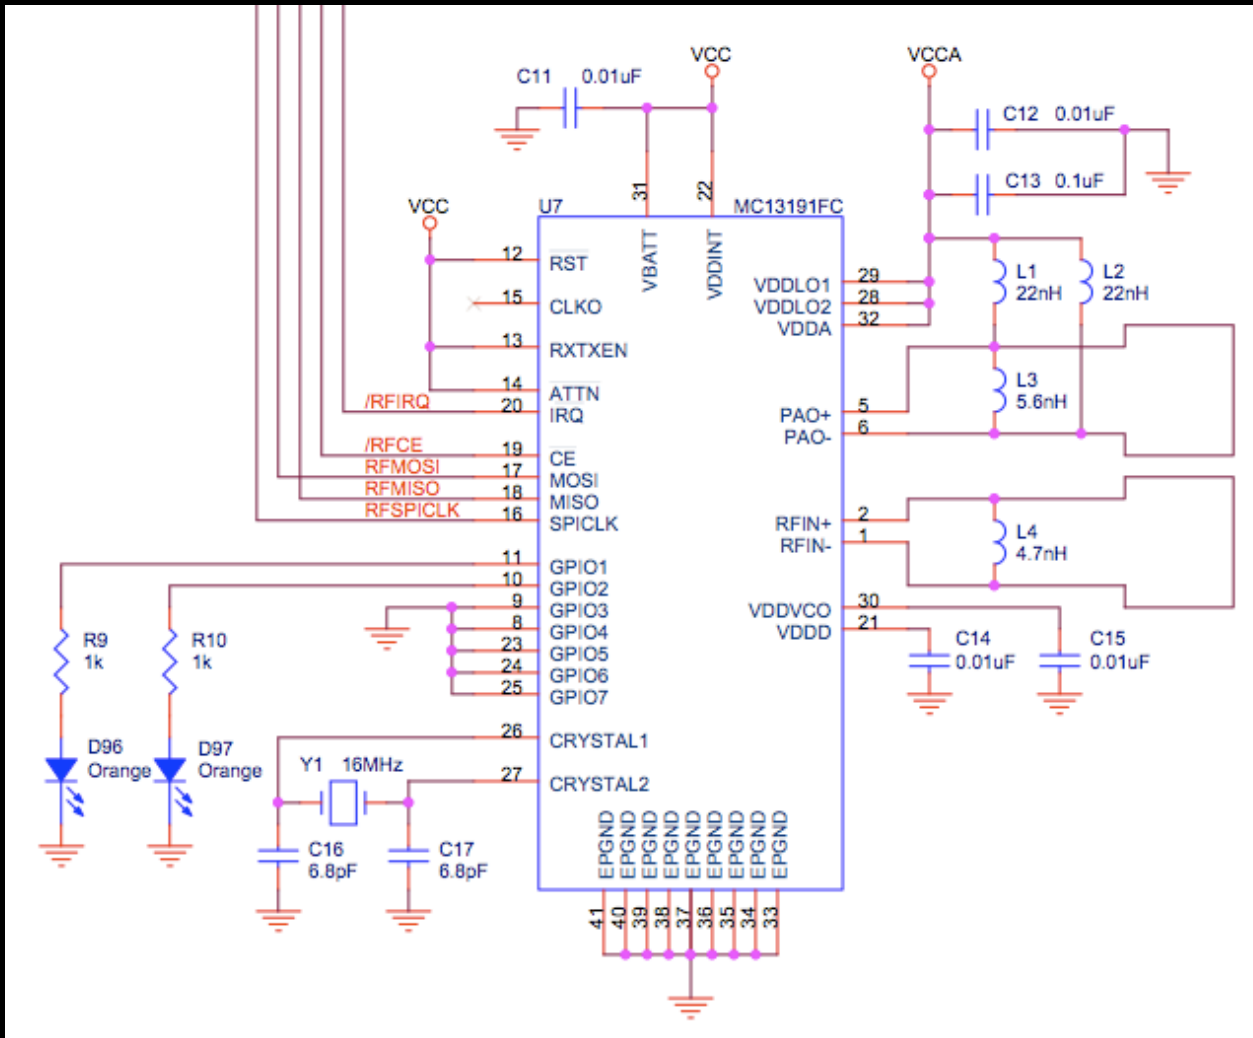 VCC
VCCA
C11 0.01uF
C12 0.01uF
C13 0.1uF
31
22
VCC
U7
MC13191FC
VBATT
VDDINT
12 RST
15 CLKO
13 RXTXEN
14 ATTN
/RFIRQ 20 IRQ
/RFCE 19 CE
RFMOSI 17 MOSI
RFMISO 18 MISO
RFSPICLK 16 SPICLK
11 GPIO1
10 GPIO2
9 GPIO3
8 GPIO4
23 GPIO5
24 GPIO6
25 GPIO7
26 CRYSTAL1
27 CRYSTAL2
VDDLO1 29
VDDLO2 28
VDDA 32
PAO+ 5
PAO- 6
RFIN+ 2
RFIN- 1
VDDVCO 30
VDDD 21
L1
22nH
L2
22nH
L3
5.6nH
L4
4.7nH
C14
0.01uF
C15
0.01uF
R9
1k
R10
1k
D96
Orange
D97
Orange
Y1 16MHz
C16
6.8pF
C17
6.8pF
EPGND EPGND EPGND EPGND EPGND EPGND EPGND EPGND EPGND
41 40 39 38 37 36 35 34 33